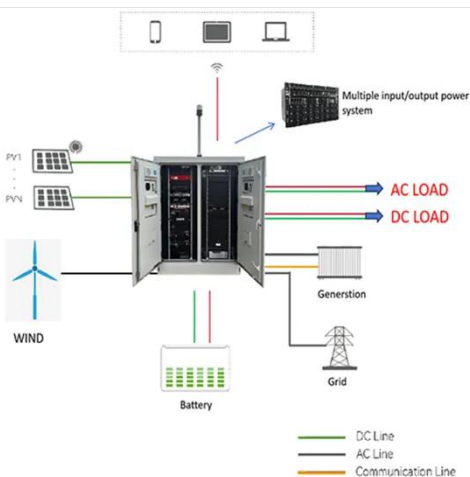 Multiple input/output power
system
PV1
PVN
AC LOAD
DC LOAD
Generstion
WIND
Grid
Battery
DC Line
AC Line
Communication Line